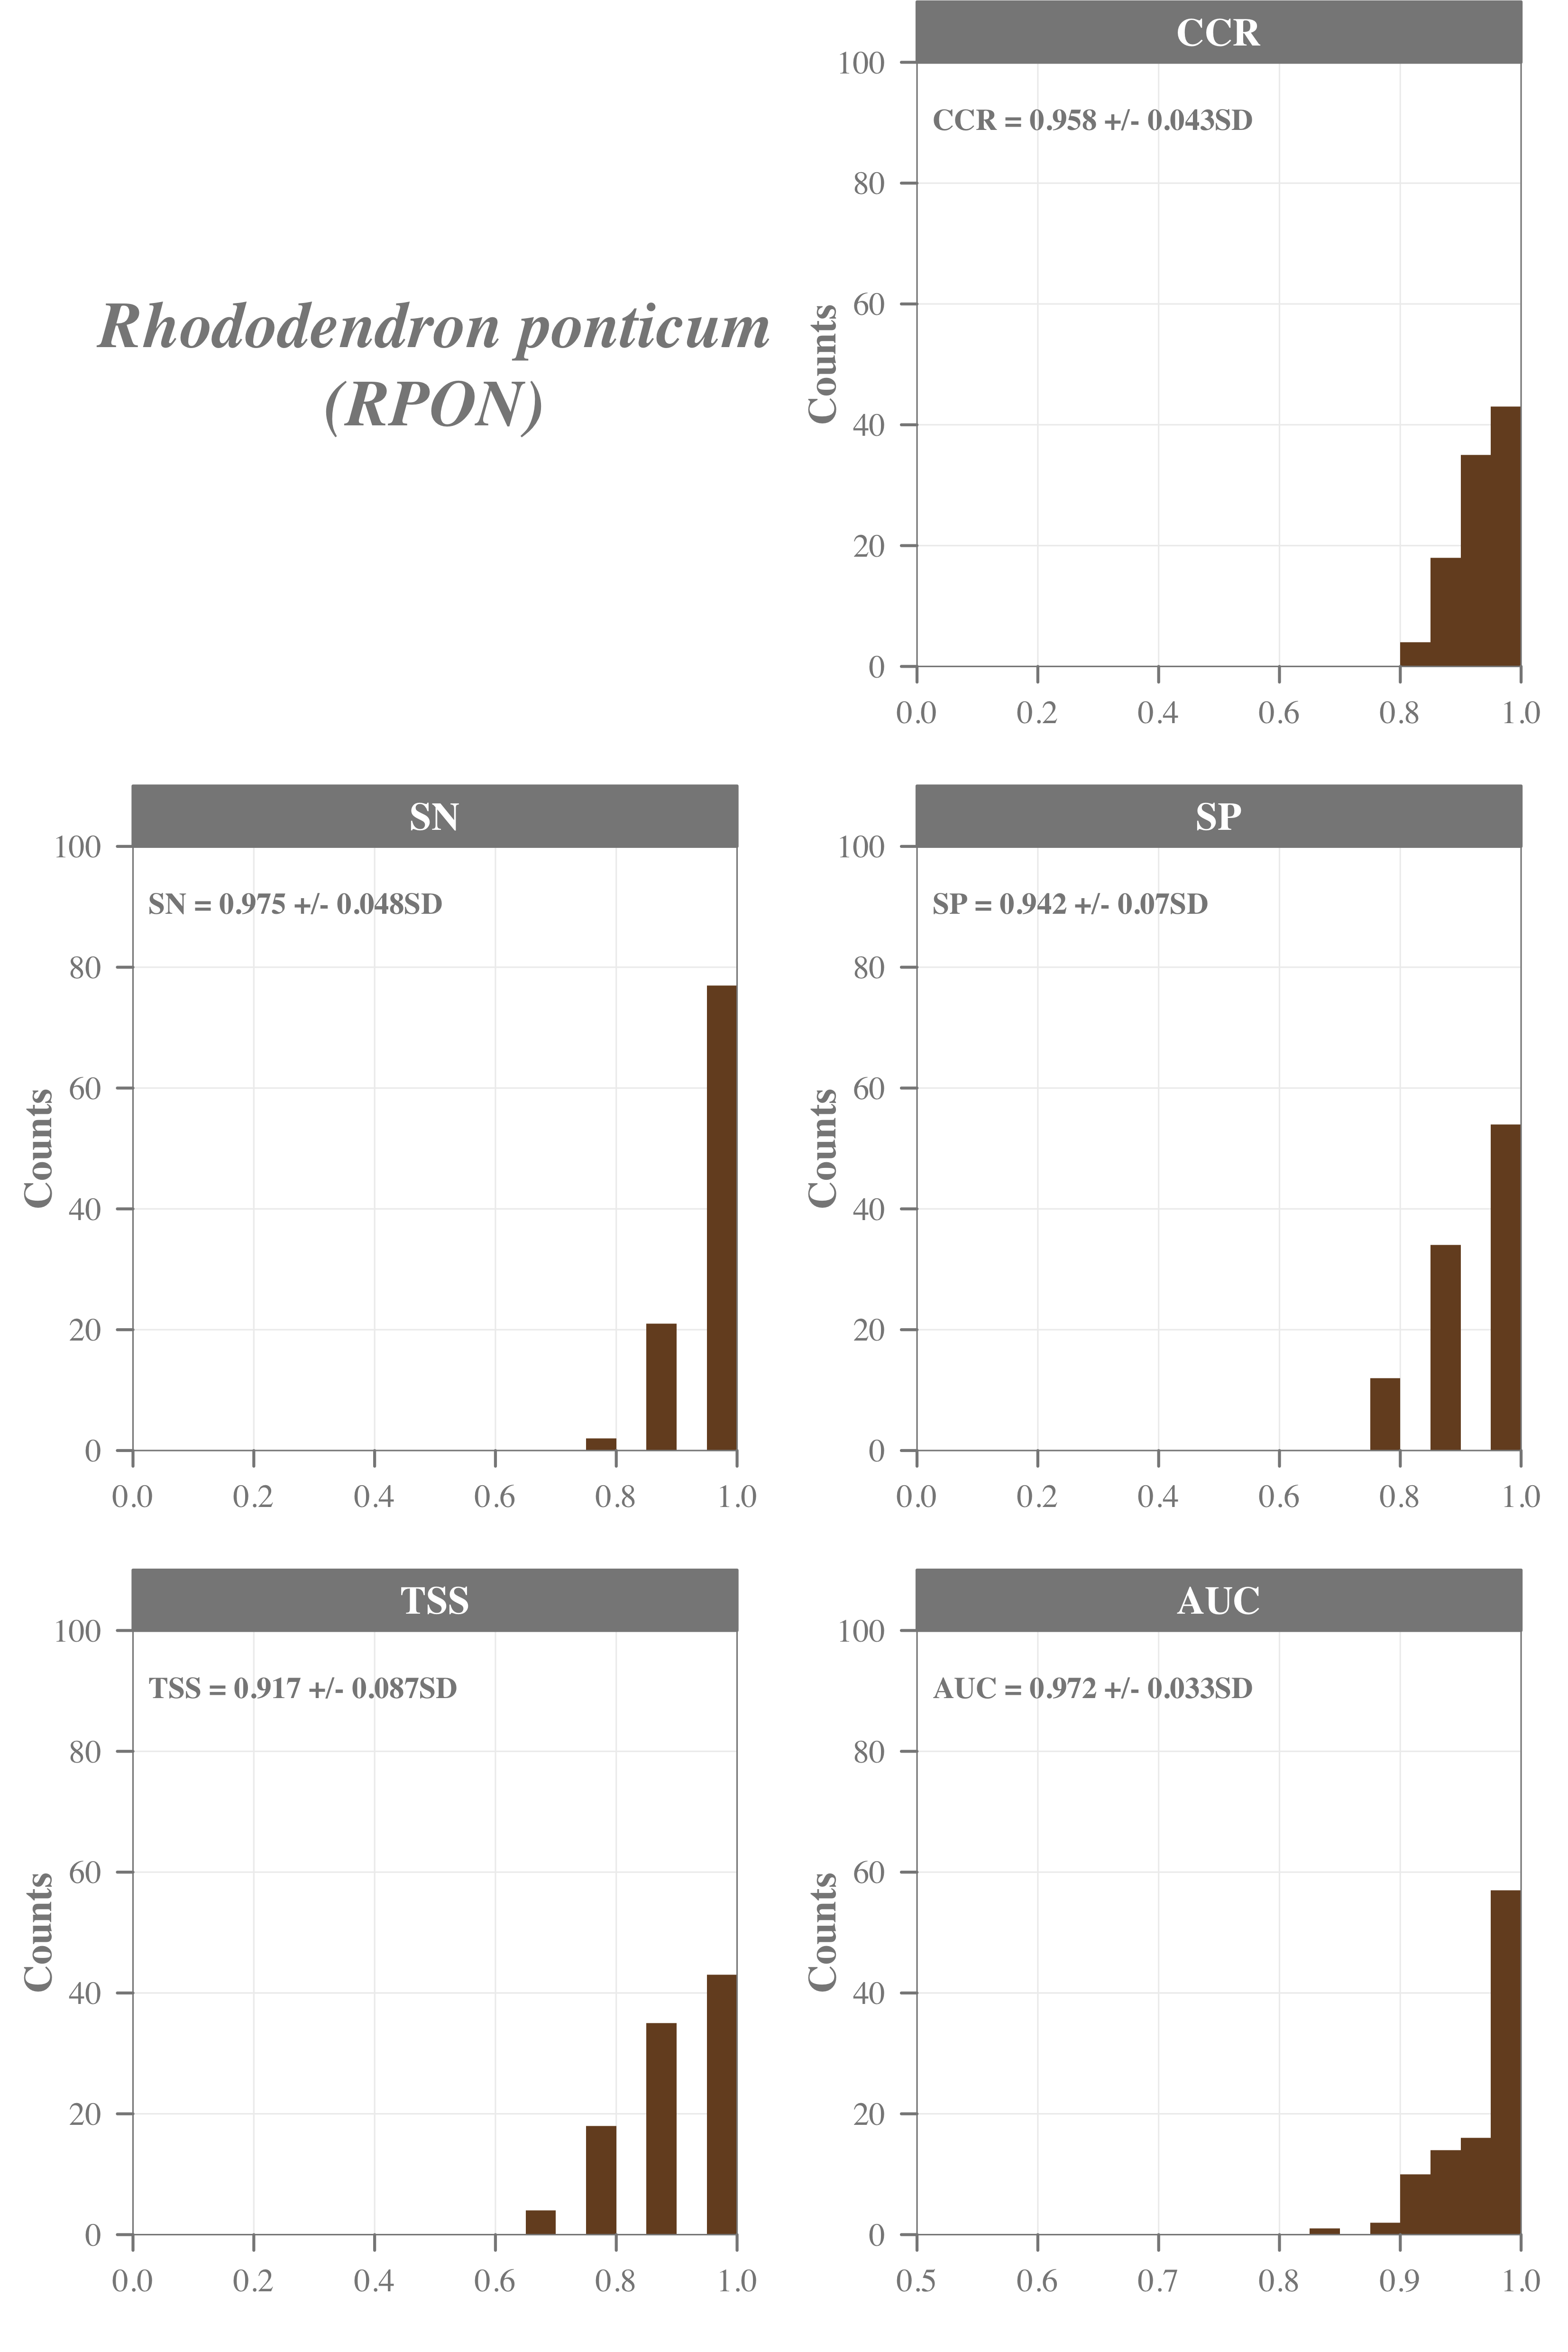 Rhododendron ponticum
(RPON)
CCR
CCR = 0.958 +/- 0.043SD
Counts
100
80
60
40
20
0
0.0 0.2 0.4 0.6 0.8 1.0
SN
SN = 0.975 +/- 0.048SD
Counts
100
80
60
40
20
0
0.0 0.2 0.4 0.6 0.8 1.0
SP
SP = 0.942 +/- 0.07SD
Counts
100
80
60
40
20
0
0.0 0.2 0.4 0.6 0.8 1.0
TSS
TSS = 0.917 +/- 0.087SD
Counts
100
80
60
40
20
0
0.0 0.2 0.4 0.6 0.8 1.0
AUC
AUC = 0.972 +/- 0.033SD
Counts
100
80
60
40
20
0
0.5 0.6 0.7 0.8 0.9 1.0